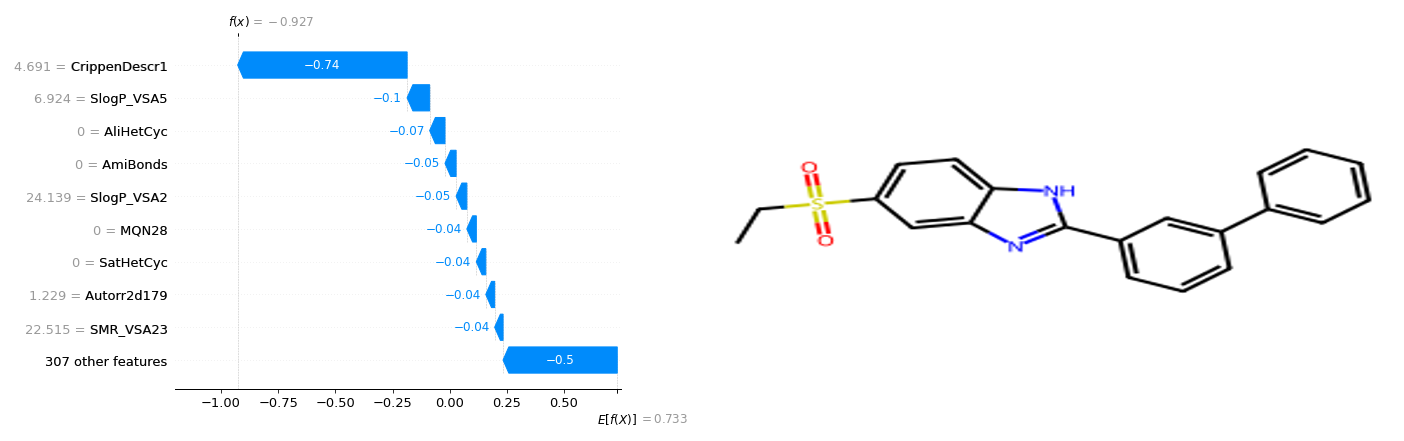 f(x) = −0.927
4.691 = CrippenDescr1
−0.74
6.924 = SlogP_VSA5
−0.1
0 = AliHetCyc
−0.07
0 = AmiBonds
−0.05
24.139 = SlogP_VSA2
−0.05
0 = MQN28
−0.04
0 = SatHetCyc
−0.04
1.229 = Autorr2d179
−0.04
22.515 = SMR_VSA23
−0.04
307 other features
−0.5
−1.00 −0.75 −0.50 −0.25 0.00 0.25 0.50
E[f(X)] = 0.733
O
S
O
NH
N